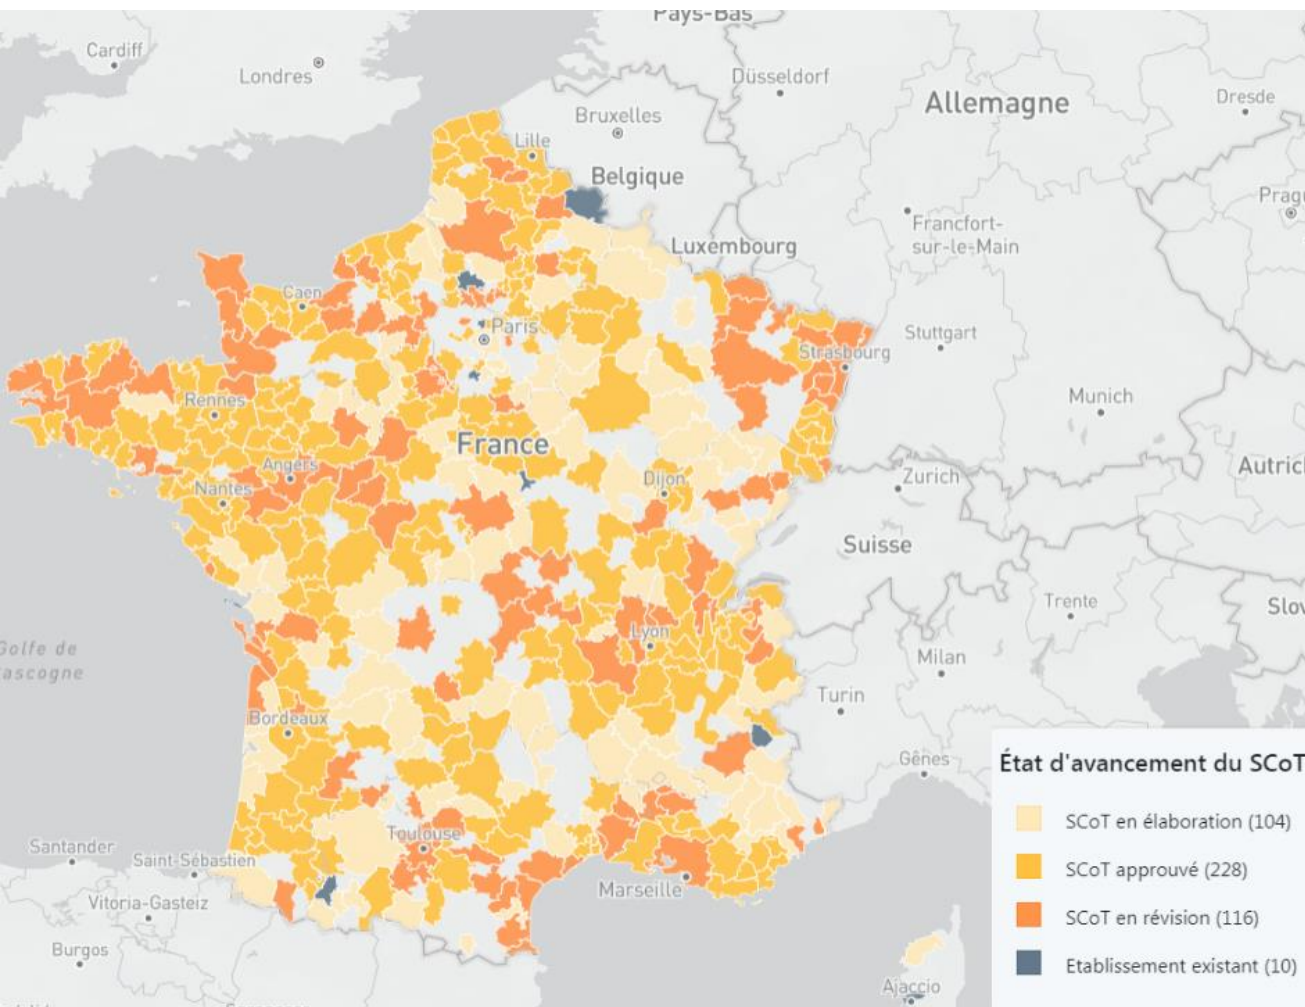 Pays-Bas
Cardiff
Londres
Düsseldorf
Allemagne
Dresde
Bruxelles
Lille
Belgique
Francfort-
sur-le-Main
Luxembourg
Caen
Paris
Stuttgart
Strasbourg
Munich
Rennes
France
Angers
Nantes
Dijon
Zurich
Suisse
Trente
Lyon
Milan
Turin
Bordeaux
Gênes
État d'avancement du SCoT
SCoT en élaboration (104)
SCoT approuvé (228)
SCoT en révision (116)
Etablissement existant (10)
Toulouse
Santander
Saint-Sébastien
Marseille
Vitoria-Gasteiz
Burgos
Ajaccio